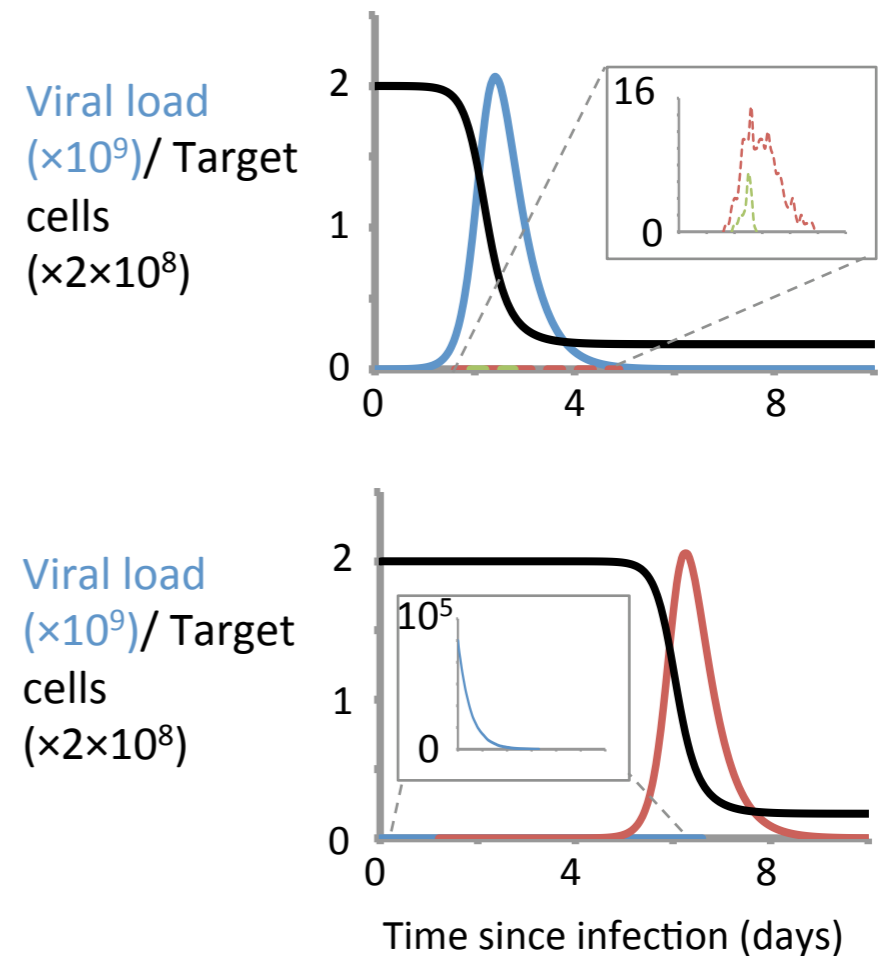 Viral load
(×10⁹)/ Target
cells
(×2×10⁸)
2
1
0
16
0
0 4 8
Viral load
(×10⁹)/ Target
cells
(×2×10⁸)
2
1
0
10⁵
0
0 4 8
Time since infection (days)